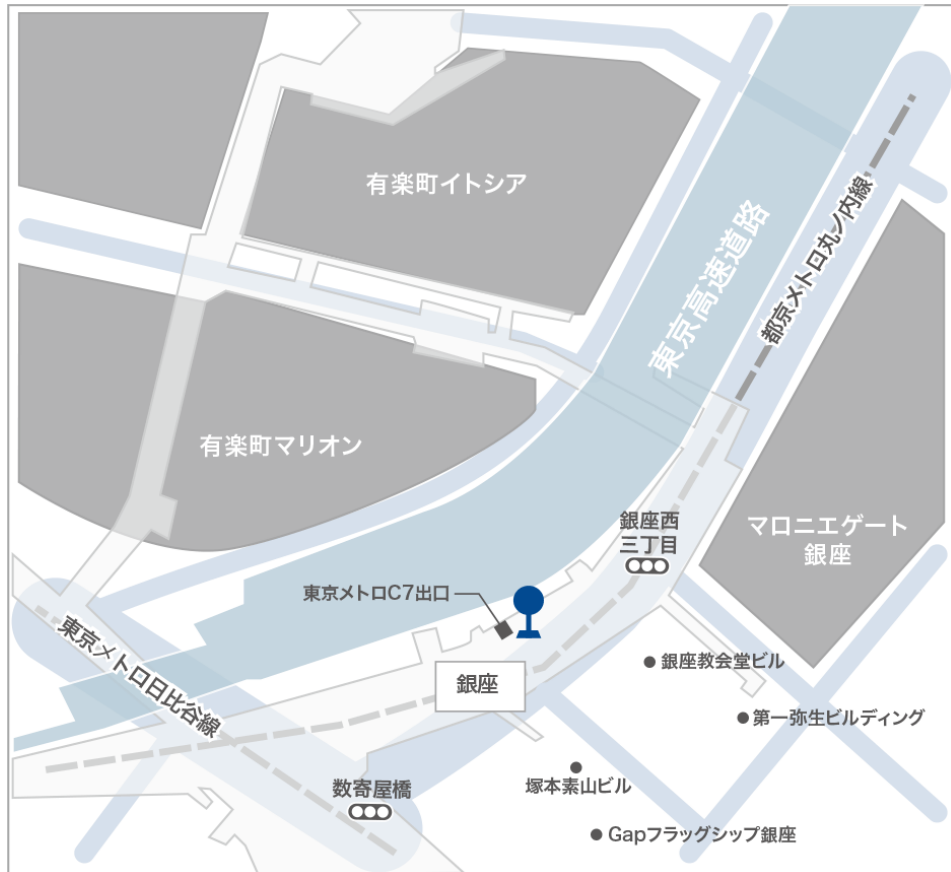 有楽町イトシア
東京高速道路
都京メトロ丸ノ内線
有楽町マリオン
銀座西
三丁目
マロニエゲート
銀座
東京メトロC7出口
東京メトロ日比谷線
銀座
銀座教会堂ビル
第一弥生ビルディング
数寄屋橋
塚本素山ビル
Gapフラッグシップ銀座